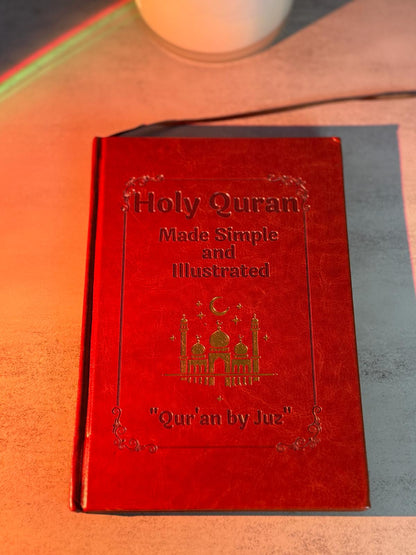 Holy Quran
Made Simple
and
Illustrated
"Qur'an by Juz"